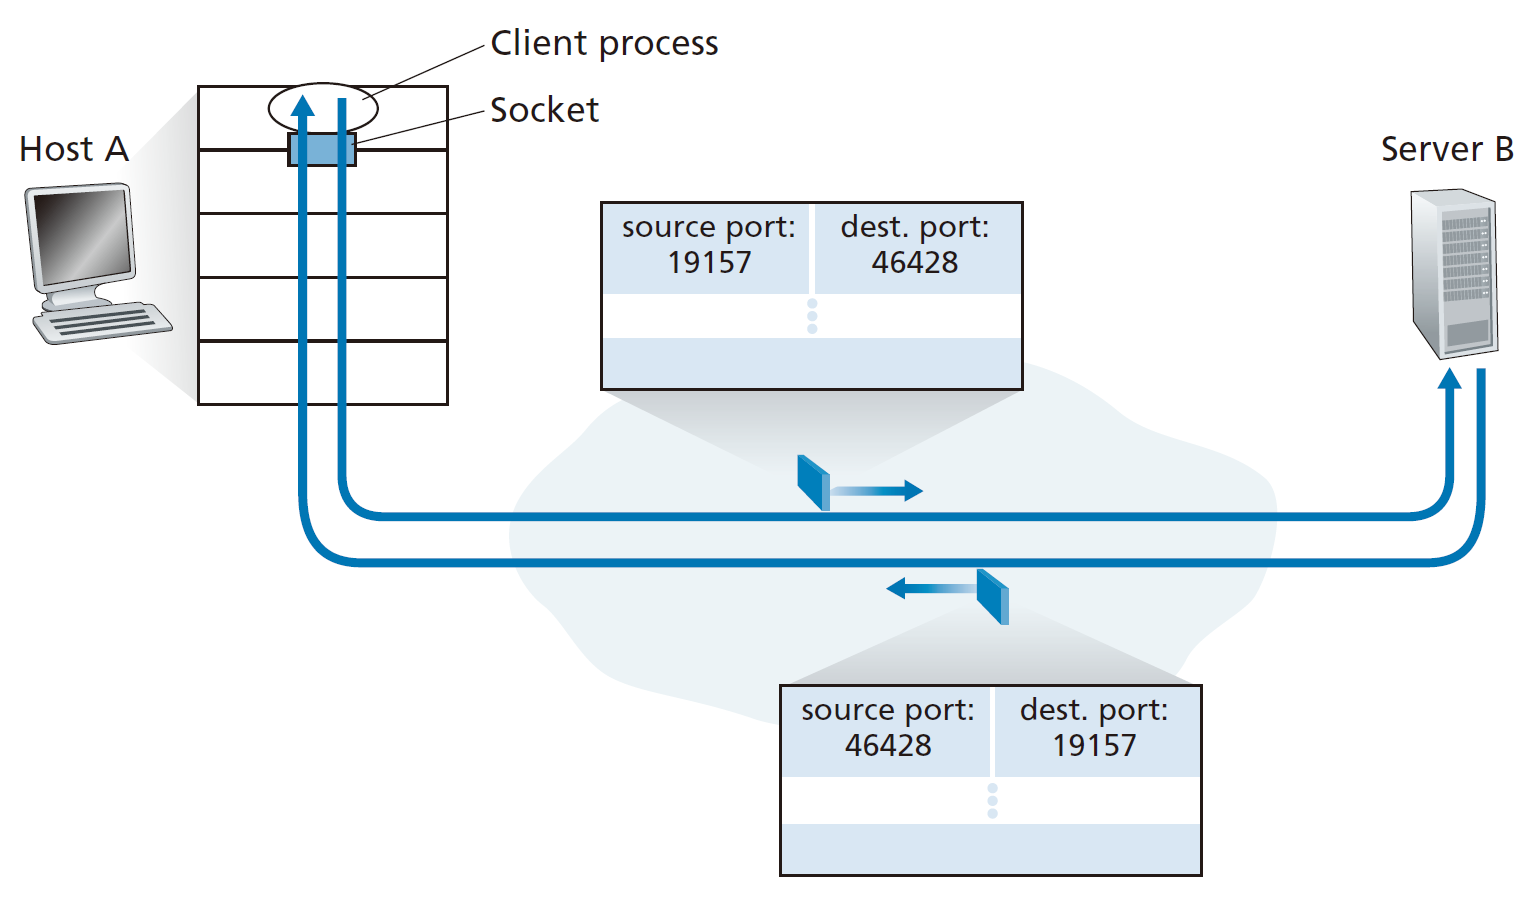 Client process
Socket
Host A
Server B
source port:
19157
dest. port:
46428
source port:
46428
dest. port:
19157